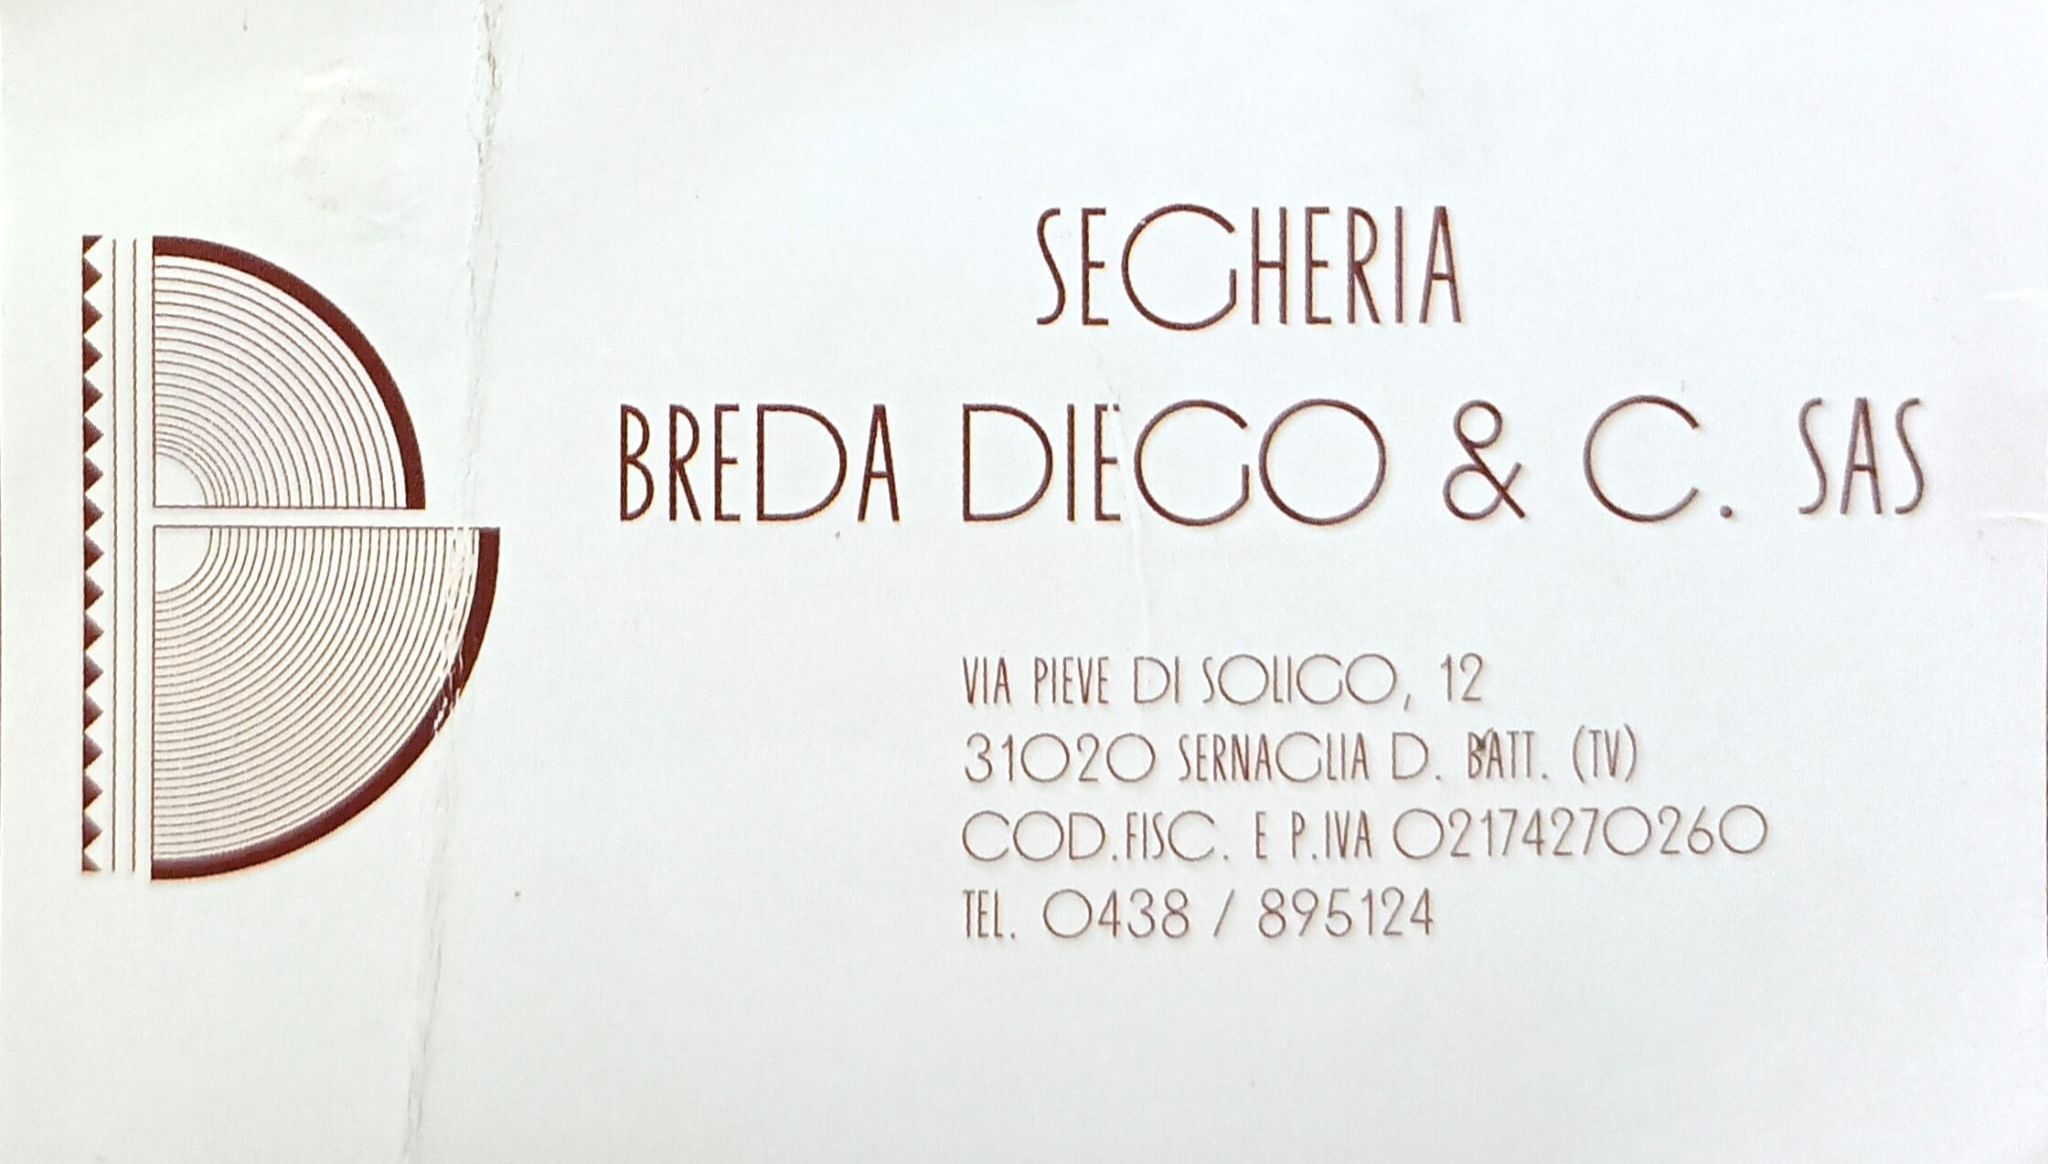 SEGHERIA
BREDA DIEGO & C. SAS
VIA PIEVE DI SOLIGO, 12
31020 SERNAGLIA D. BATT. (TV)
COD.FISC. E P.IVA 02174270260
TEL. 0438 / 895124